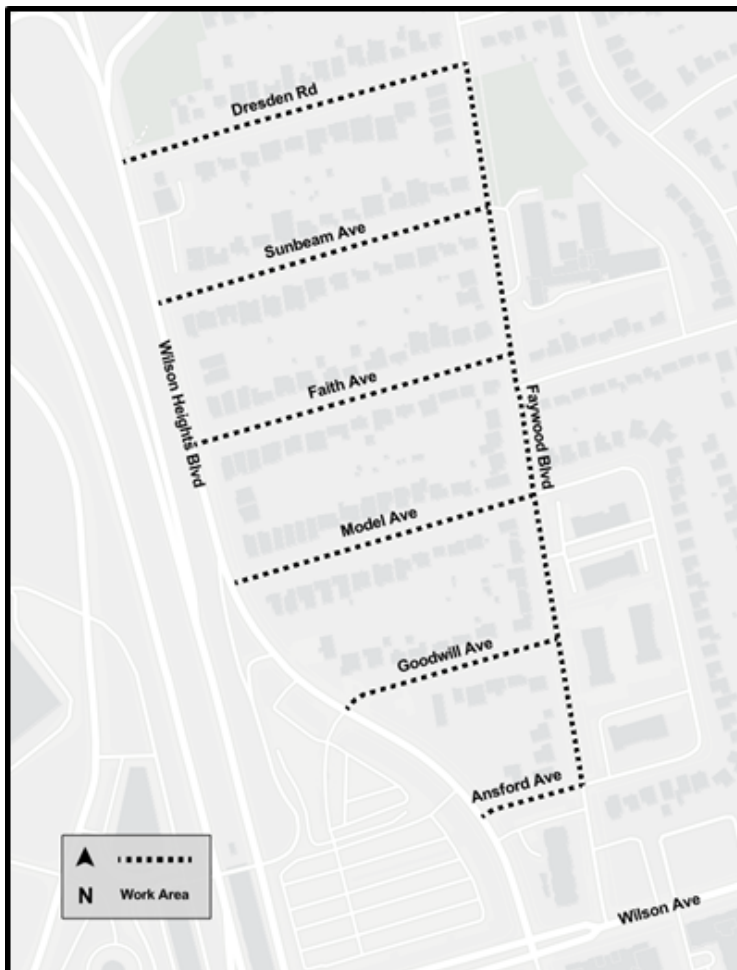 Dresden Rd
Sunbeam Ave
Wilson Heights Blvd
Faith Ave
Faywood Blvd
Model Ave
Goodwill Ave
Ansford Ave
N
Work Area
Wilson Ave